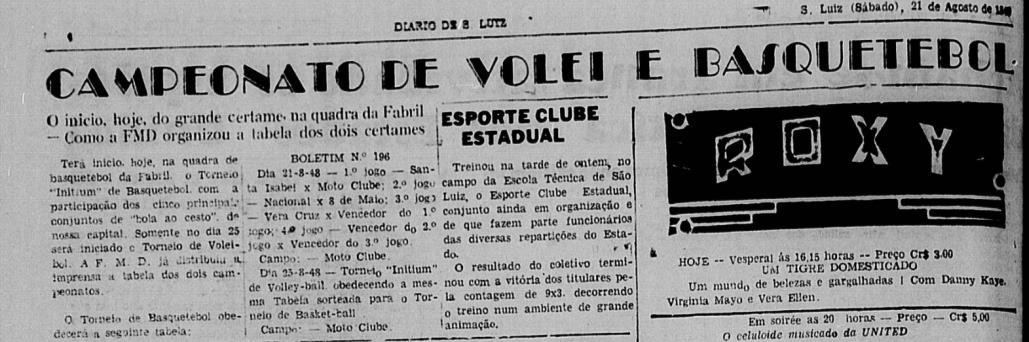 DIARIO DE S. LUIZ
S. Luiz (Sábado), 21 de Agosto de
CAMPEONATO DE VOLEI E BASQUETEBOL
O inicio, hoje, do grande certame, na quadra da Fabril
— Como a FMD organizou a tabela dos dois certames
Terá inicio, hoje, na quadra de
basquetebol da Fabril, o Torneio
"Initium" de Basquetebol, com a
participação dos cinco principais
conjuntos de "bola ao cesto", de
nossa capital. Somente no dia 25
será iniciado o Torneio de Volei-
bol. A F. M. D. já distribuiu a
imprensa a tabela dos dois cam-
peonatos.
O Torneio de Basquetebol obe-
decerá a seguinte tabela:
BOLETIM N.º 196
Dia 21-8-48 — 1.º jogo — San-
ta Isabel x Moto Clube; 2.º jogo
— Nacional x 8 de Maio; 3.º jogo
— Vera Cruz x Vencedor do 1.º
jogo; 4.º jogo — Vencedor do 2.º
jogo x Vencedor do 3.º jogo.
Campo: — Moto Clube.
Dia 25-8-48 — Torneio "Initium"
de Volley-ball, obedecendo a mes-
ma Tabela sorteada para o Tor-
neio de Basket-ball
Campo: — Moto Clube.
ESPORTE CLUBE
ESTADUAL
Treinou na tarde de ontem, no
campo da Escola Técnica de São
Luiz, o Esporte Clube Estadual,
conjunto ainda em organização e
de que fazem parte funcionários
das diversas repartições do Esta-
do.
O resultado do coletivo termi-
nou com a vitória dos titulares pe-
la contagem de 9x3, decorrendo
o treino num ambiente de grande
animação.
ROXY
HOJE -- Vesperal ás 16,15 horas -- Preço Cr$ 3.00
UM TIGRE DOMESTICADO
Um mundo de belezas e gargalhadas ! Com Danny Kaye,
Virginia Mayo e Vera Ellen.
Em soirée as 20 horas -- Preço -- Cr$ 5,00
O celuloide musicado da UNITED